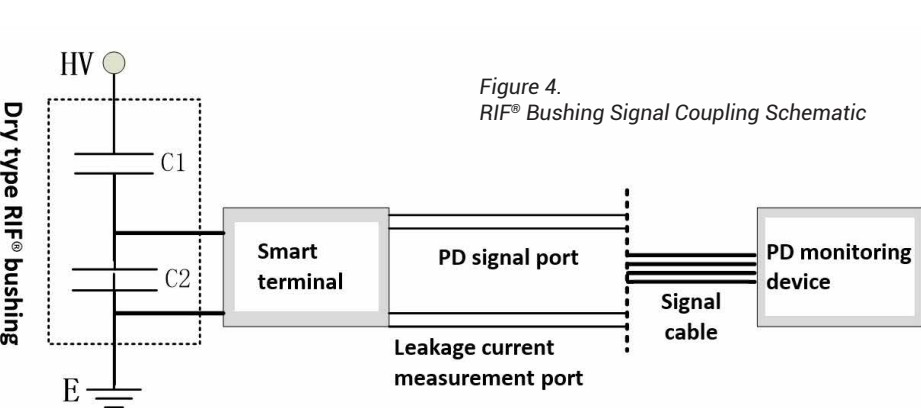 HV
Figure 4.
RIF® Bushing Signal Coupling Schematic
Dry type RIF® bushing
C1
C2
Smart
terminal
PD signal port
PD monitoring
device
Signal
cable
Leakage current
measurement port
E